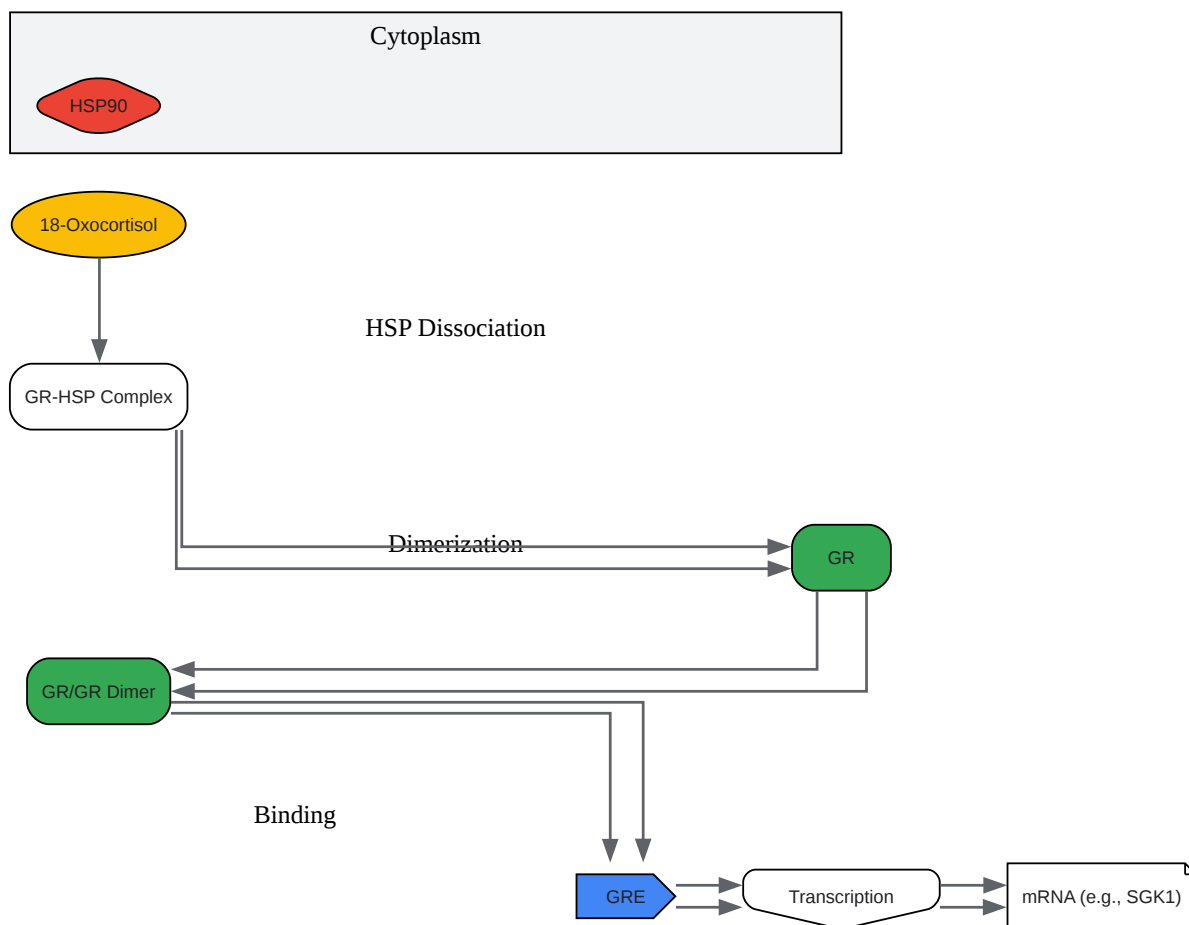 Cytoplasm
HSP90
18-Oxocortisol
HSP Dissociation
GR-HSP Complex
Dimerization
GR
GR/GR Dimer
Binding
GRE
Transcription
mRNA (e.g., SGK1)